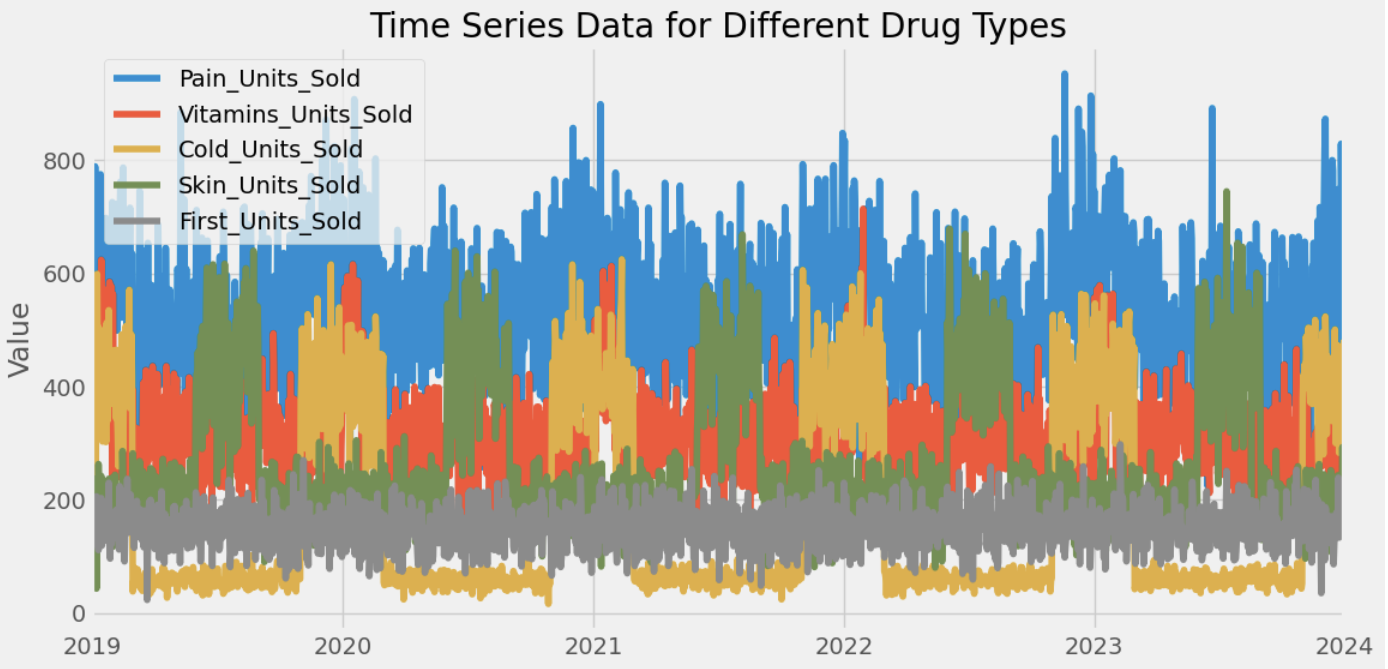 Time Series Data for Different Drug Types
Pain_Units_Sold
Vitamins_Units_Sold
Cold_Units_Sold
Skin_Units_Sold
First_Units_Sold
Value
800
600
400
200
0
2019 2020 2021 2022 2023 2024